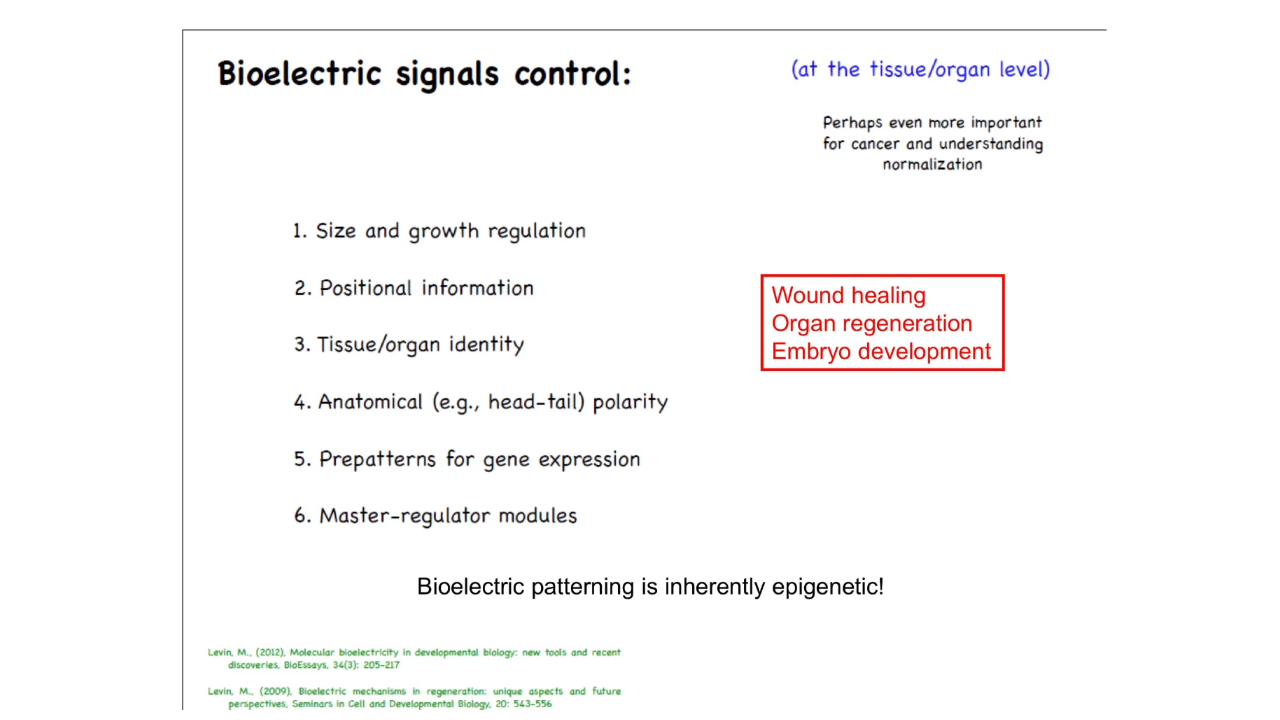 Bioelectric signals control:
(at the tissue/organ level)
Perhaps even more important
for cancer and understanding
normalization
1. Size and growth regulation
2. Positional information
3. Tissue/organ identity
4. Anatomical (e.g., head-tail) polarity
5. Prepatterns for gene expression
6. Master-regulator modules
Wound healing
Organ regeneration
Embryo development
Bioelectric patterning is inherently epigenetic!
Levin, M., (2012), Molecular bioelectricity in developmental biology: new tools and recent
discoveries, BioEssays, 34(3): 205-217
Levin, M., (2009), Bioelectric mechanisms in regeneration: unique aspects and future
perspectives, Seminars in Cell and Developmental Biology, 20: 543-556